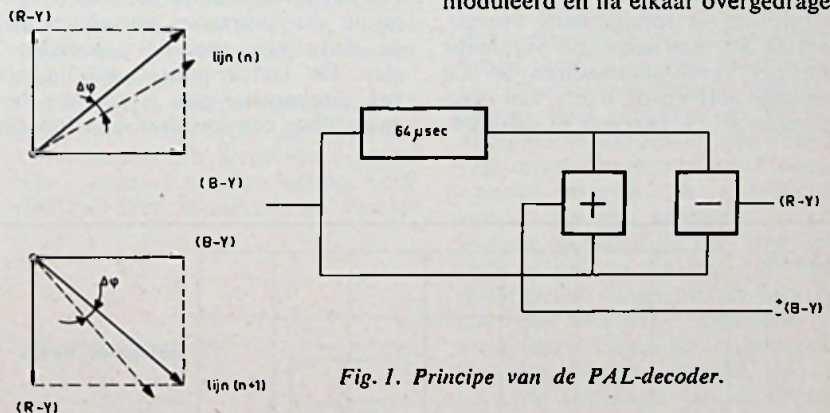 moduleerd en na elkaar overgedrage
(R-Y)
lijn(n)
Δφ
(B-Y)
64 μsec
+
−
(R-Y)
±(B-Y)
(B-Y)
Δφ
lijn(n+1)
(R-Y)
Fig. 1. Principe van de PAL-decoder.